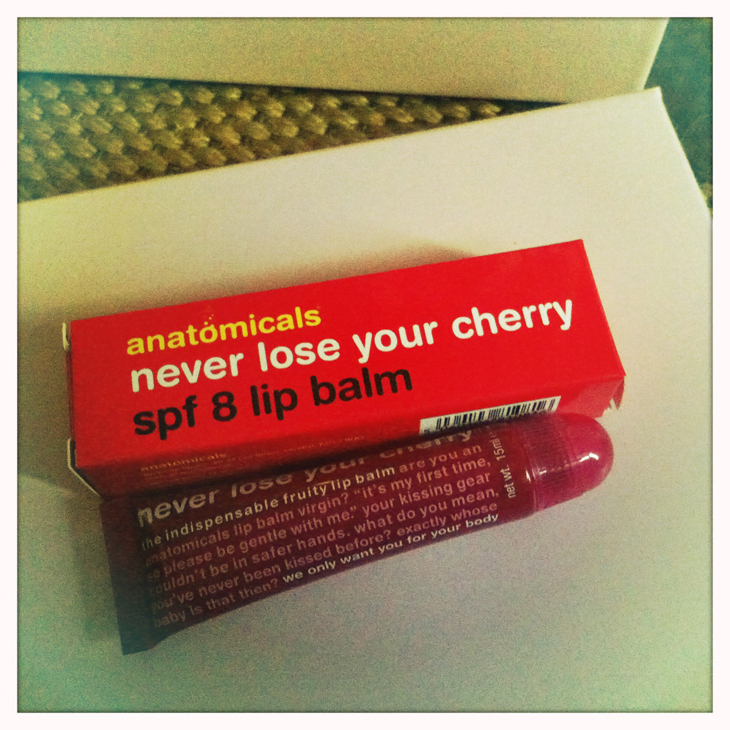 anatömicals
never lose your cherry
spf 8 lip balm
anatömicals
never lose your cherry
the indispensable fruity lip balm are you an
anatomicals lip balm virgin? "it's my first time,
so please be gentle with me." your kissing gear
couldn't be in safer hands. what do you mean,
you've never been kissed before? exactly whose
baby is that then? we only want you for your body
net wt. 15ml